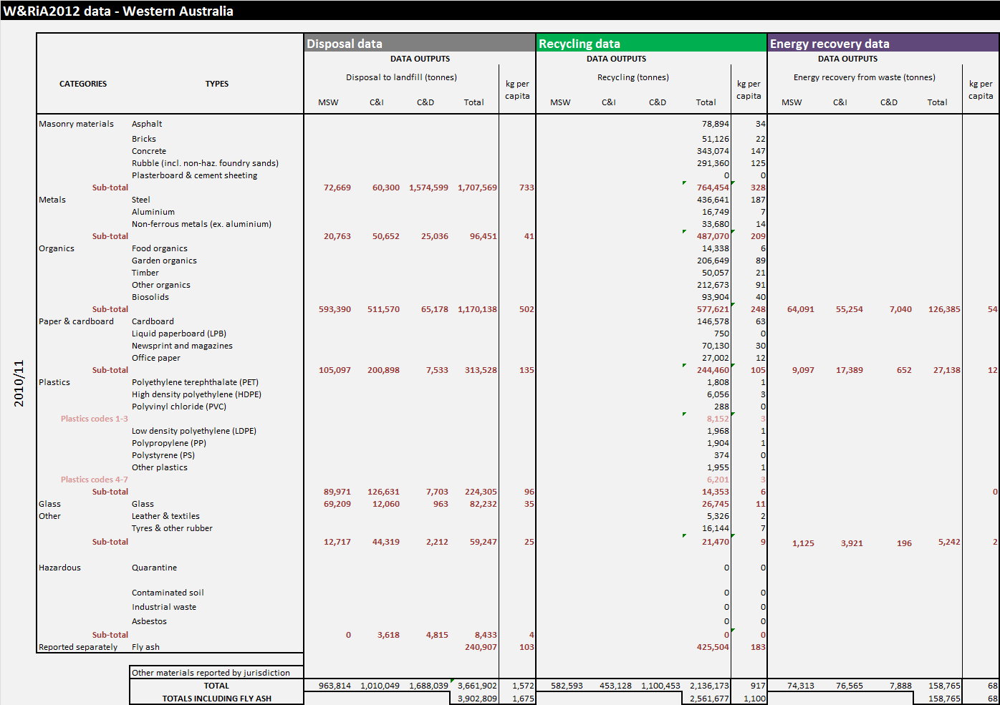 W&RiA2012 data - Western Australia
Disposal data Recycling data Energy recovery data
DATA OUTPUTS DATA OUTPUTS DATA OUTPUTS
Disposal to landfill (tonnes) Recycling (tonnes) Energy recovery from waste (tonnes)
CATEGORIES TYPES kg per capita kg per capita kg per capita
MSW C&I C&D Total MSW C&I C&D Total MSW C&I C&D Total
2010/11
Masonry materials Asphalt 78,894 34
Bricks 51,126 22
Concrete 343,074 147
Rubble (incl. non-haz. foundry sands) 291,360 125
Plasterboard & cement sheeting 0 0
Sub-total 72,669 60,300 1,574,599 1,707,569 733 764,454 328
Metals Steel 436,641 187
Aluminium 16,749 7
Non-ferrous metals (ex. aluminium) 33,680 14
Sub-total 20,763 50,652 25,036 96,451 41 487,070 209
Organics Food organics 14,338 6
Garden organics 206,649 89
Timber 50,057 21
Other organics 212,673 91
Biosolids 93,904 40
Sub-total 593,390 511,570 65,178 1,170,138 502 577,621 248 64,091 55,254 7,040 126,385 54
Paper & cardboard Cardboard 146,578 63
Liquid paperboard (LPB) 750 0
Newsprint and magazines 70,130 30
Office paper 27,002 12
Sub-total 105,097 200,898 7,533 313,528 135 244,460 105 9,097 17,389 652 27,138 12
Plastics Polyethylene terephthalate (PET) 1,808 1
High density polyethylene (HDPE) 6,056 3
Polyvinyl chloride (PVC) 288 0
Plastics codes 1-3 8,152 3
Low density polyethylene (LDPE) 1,968 1
Polypropylene (PP) 1,904 1
Polystyrene (PS) 374 0
Other plastics 1,955 1
Plastics codes 4-7 6,201 3
Sub-total 89,971 126,631 7,703 224,305 96 14,353 6 0
Glass Glass 69,209 12,060 963 82,232 35 26,745 11
Other Leather & textiles 5,326 2
Tyres & other rubber 16,144 7
Sub-total 12,717 44,319 2,212 59,247 25 21,470 9 1,125 3,921 196 5,242 2
Hazardous Quarantine 0 0
Contaminated soil 0 0
Industrial waste 0 0
Asbestos 0 0
Sub-total 0 3,618 4,815 8,433 4 0 0
Reported separately Fly ash 240,907 103 425,504 183
Other materials reported by jurisdiction
TOTAL 963,814 1,010,049 1,688,039 3,661,902 1,572 582,593 453,128 1,100,453 2,136,173 917 74,313 76,565 7,888 158,765 68
TOTALS INCLUDING FLY ASH 3,902,809 1,675 2,561,677 1,100 158,765 68